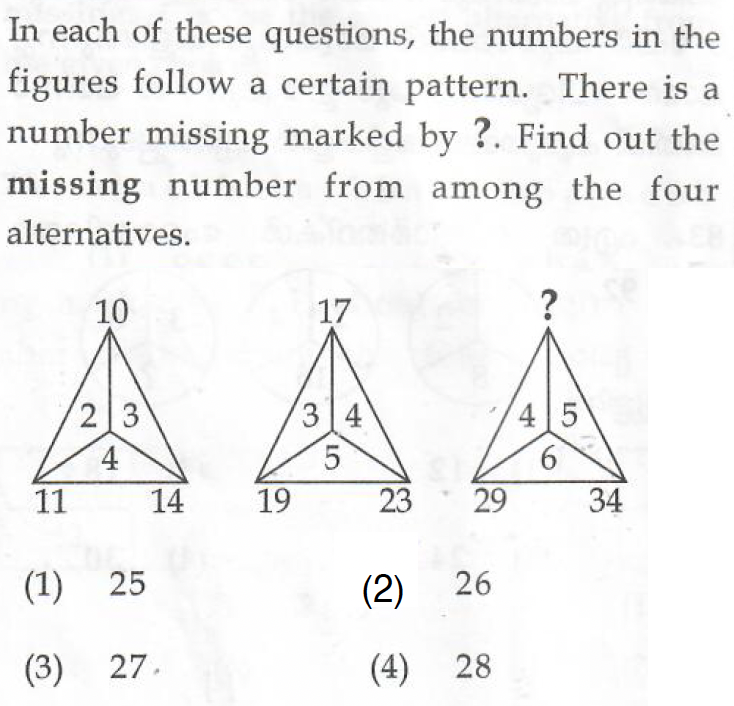 In each of these questions, the numbers in the
figures follow a certain pattern. There is a
number missing marked by ?. Find out the
missing number from among the four
alternatives.
10 17 ?
2 3 3 4 4 5
4 5 6
11 14 19 23 29 34
(1) 25 (2) 26
(3) 27 (4) 28